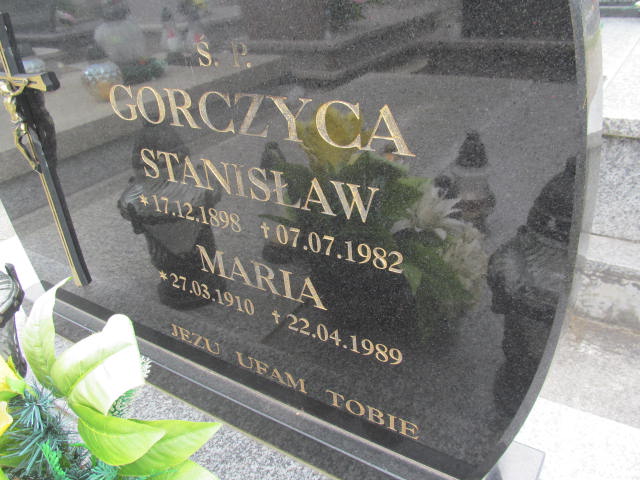 Ś. P.
GORCZYCA
STANISŁAW
*17.12.1898 †07.07.1982
MARIA
*27.03.1910 †22.04.1989
JEZU UFAM TOBIE